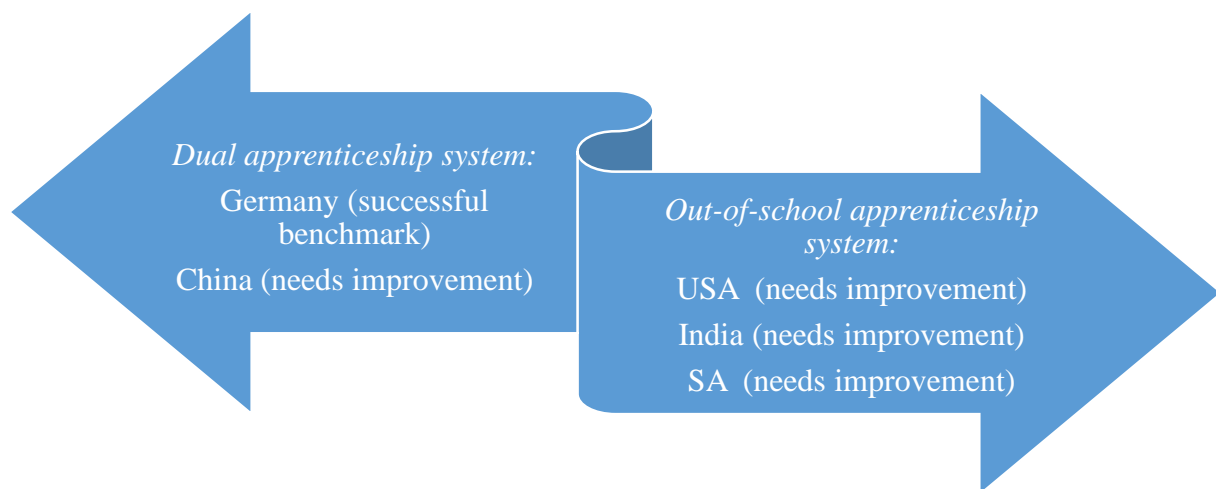 Dual apprenticeship system:
Germany (successful
benchmark)
China (needs improvement)
Out-of-school apprenticeship
system:
USA  (needs improvement)
India (needs improvement)
SA  (needs improvement)